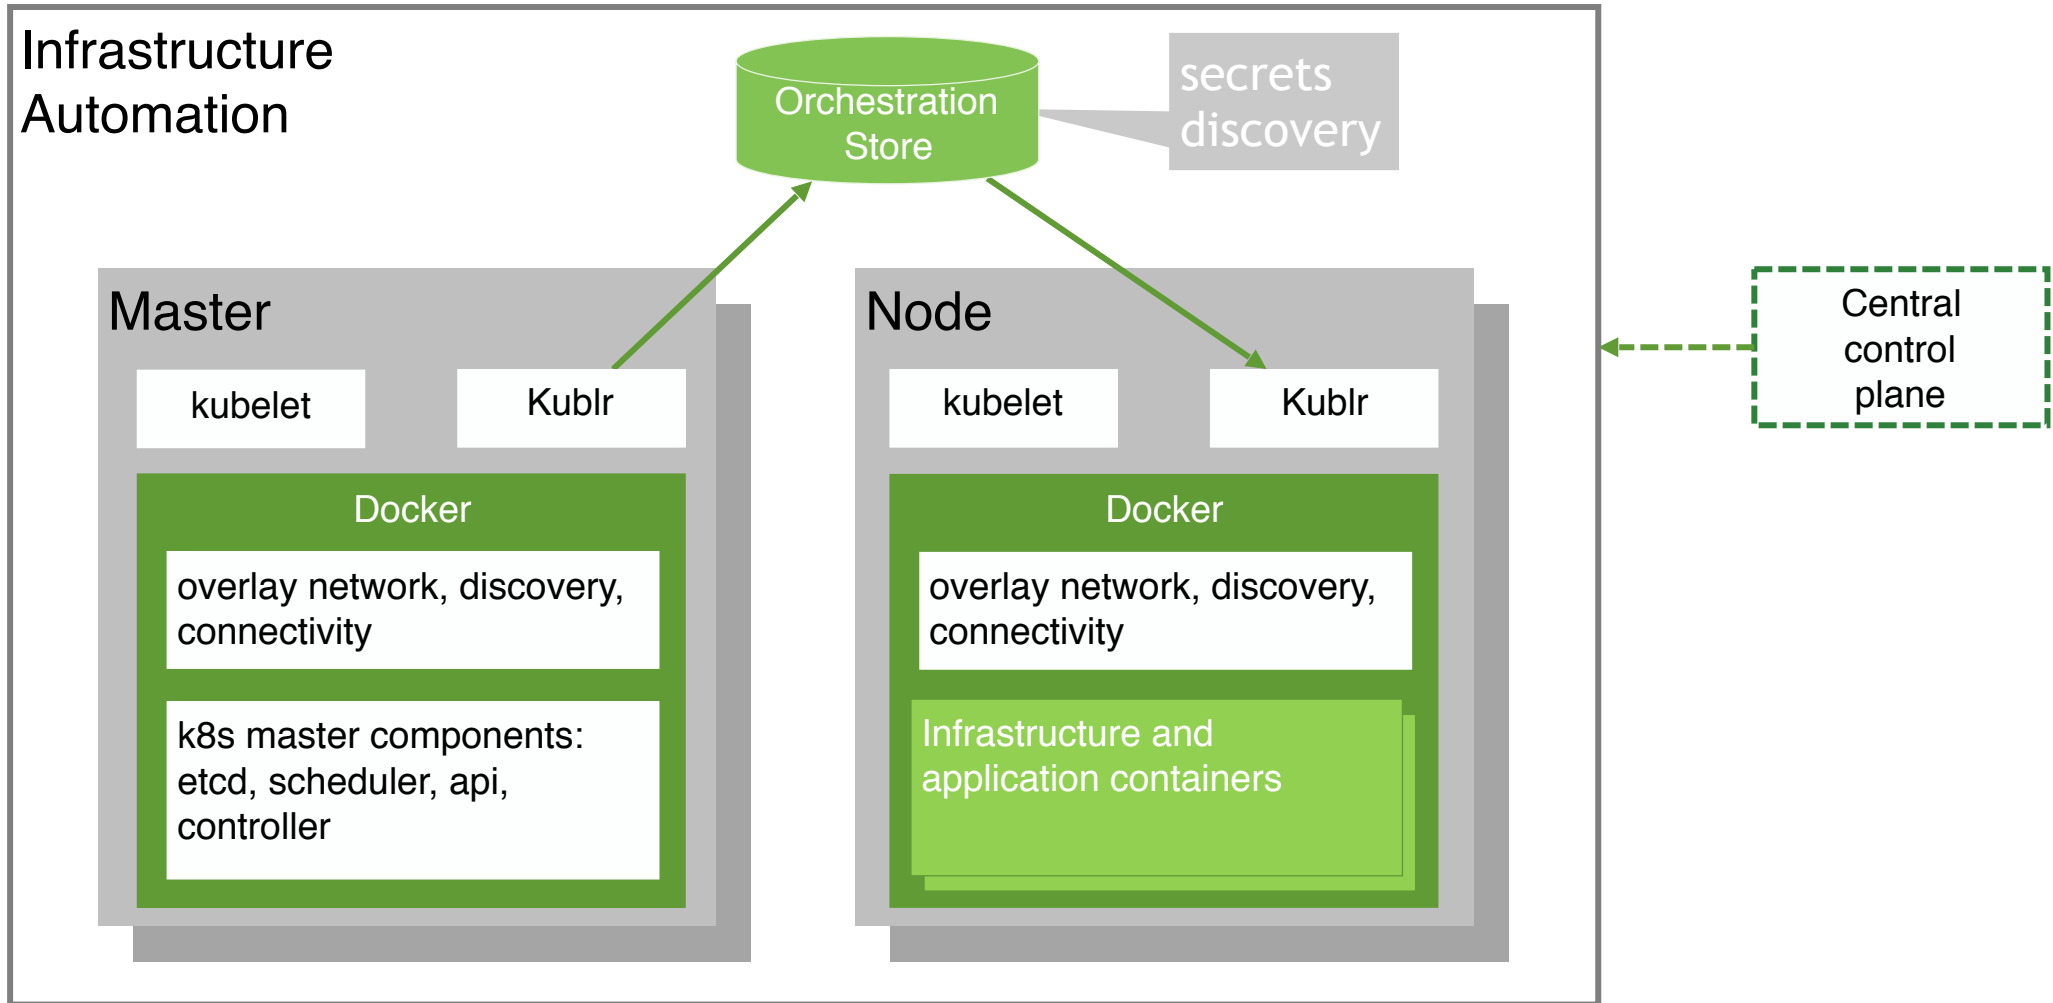 Infrastructure
Automation
Orchestration
Store
secrets
discovery
Master
kubelet
Kublr
Docker
overlay network, discovery,
connectivity
k8s master components:
etcd, scheduler, api,
controller
Node
kubelet
Kublr
Docker
overlay network, discovery,
connectivity
Infrastructure and
application containers
Central
control
plane